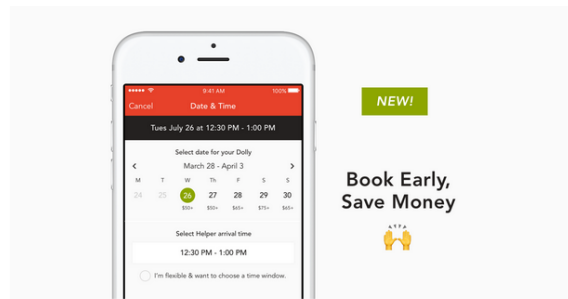 9:41 AM
100%
Cancel
Date & Time
Tues July 26 at 12:30 PM - 1:00 PM
Select date for your Dolly
March 28 - April 3
M T W Th F S S
24 25 26 27 28 29 30
$50+ $50+ $65+ $75+ $65+
Select Helper arrival time
12:30 PM - 1:00 PM
I'm flexible & want to choose a time window.
NEW!
Book Early,
Save Money